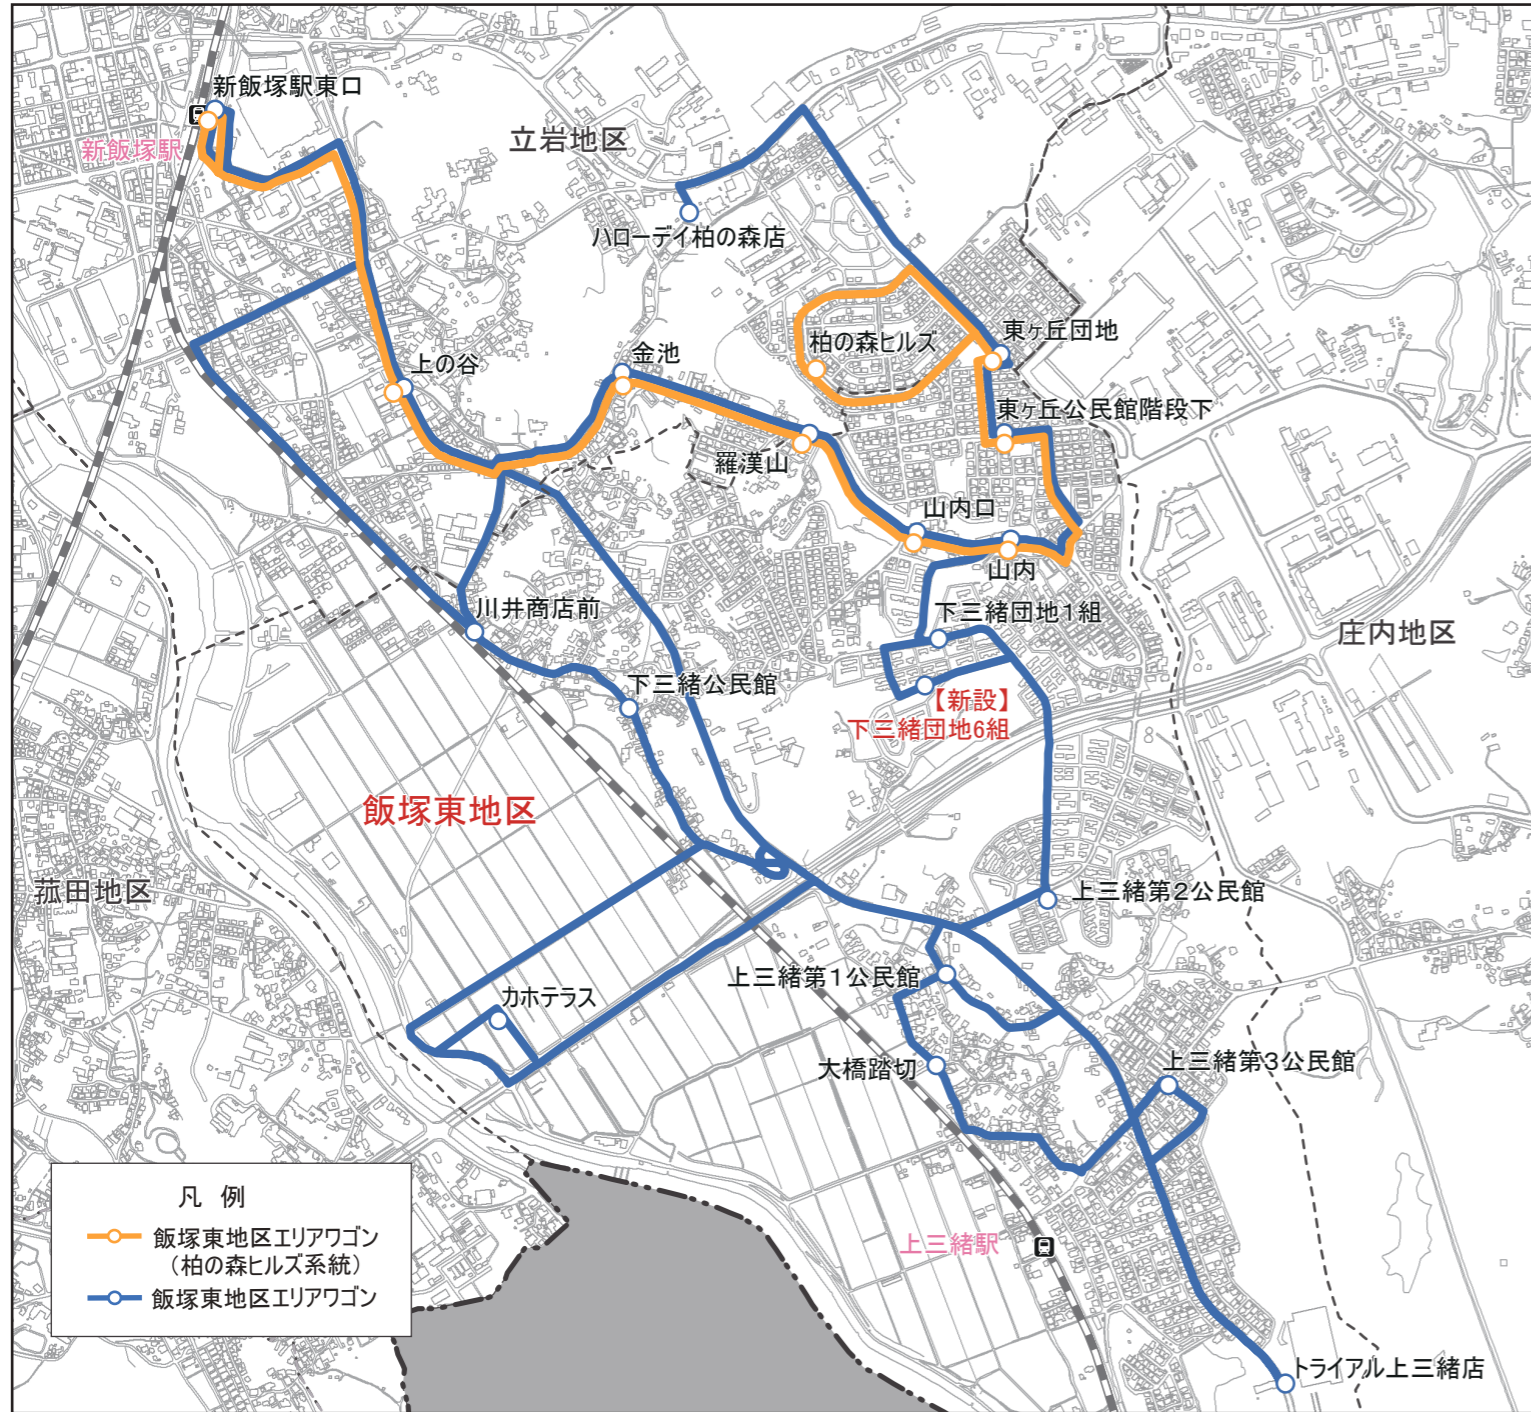 新飯塚駅東口
新飯塚駅
立岩地区
ハローデイ柏の森店
柏の森ヒルズ
東ヶ丘団地
上の谷
金池
東ヶ丘公民館階段下
羅漢山
山内口
山内
川井商店前
下三緒団地1組
庄内地区
下三緒公民館
【新設】
下三緒団地6組
飯塚東地区
菰田地区
上三緒第2公民館
上三緒第1公民館
カホテラス
大橋踏切
上三緒第3公民館
凡 例
飯塚東地区エリアワゴン
（柏の森ヒルズ系統）
飯塚東地区エリアワゴン
上三緒駅
トライアル上三緒店